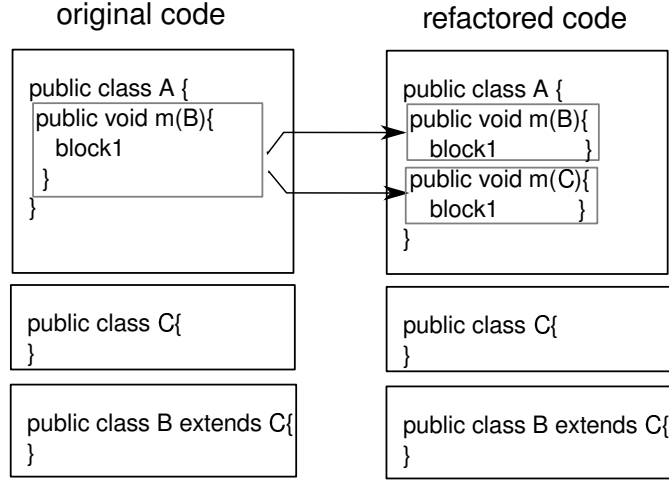 original code
public class A {
public void m(B){
block1
}
}
public class C{
}
public class B extends C{
}
refactored code
public class A {
public void m(B){
block1 }
public void m(C){
block1 }
}
public class C{
}
public class B extends C{
}